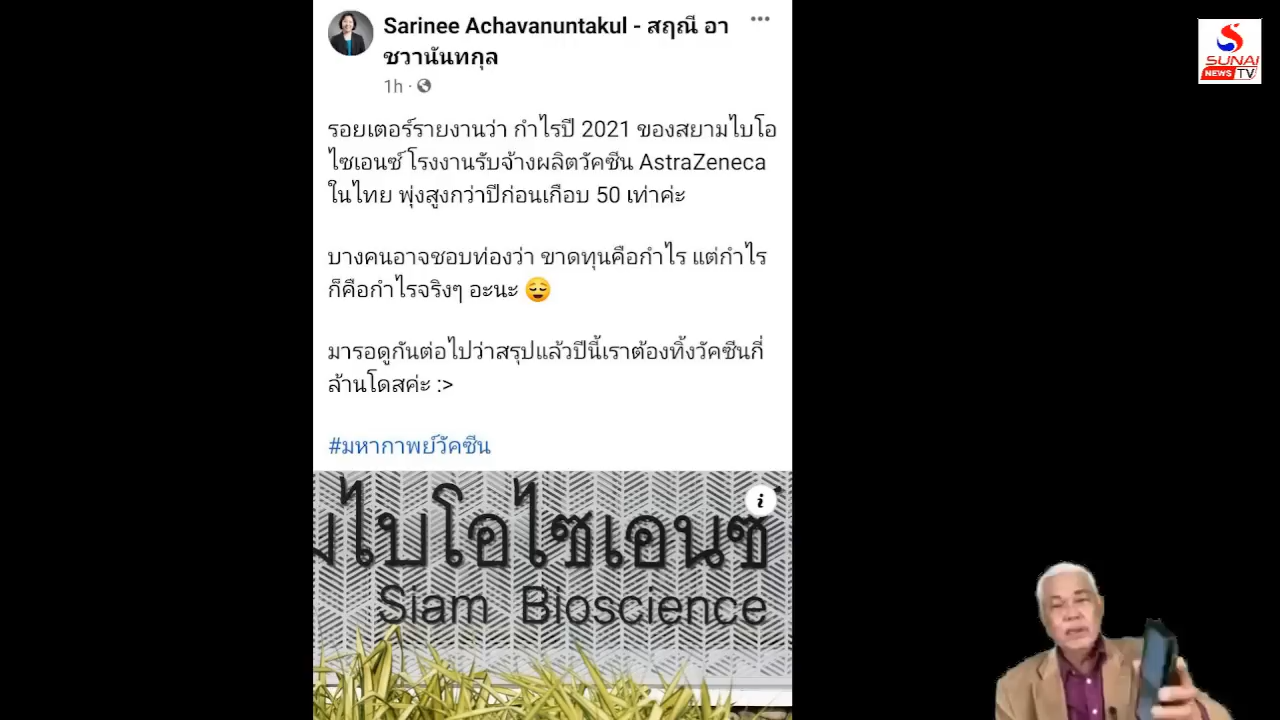 Sarinee Achavanuntakul - สฤณี อา
ชวานันทกุล
1h ·
รอยเตอร์รายงานว่า กำไรปี 2021 ของสยามไบโอ
ไซเอนซ์ โรงงานรับจ้างผลิตวัคซีน AstraZeneca
ในไทย พุ่งสูงกว่าปีก่อนเกือบ 50 เท่าค่ะ
บางคนอาจชอบท่องว่า ขาดทุนคือกำไร แต่กำไร
ก็คือกำไรจริงๆ อะนะ 😌
มารอดูกันต่อไปว่าสรุปแล้วปีนี้เราต้องทิ้งวัคซีนกี่
ล้านโดสค่ะ :>
#มหากาพย์วัคซีน
มไบโอไซเอนซ์
Siam Bioscience
SUNAI
NEWS TV